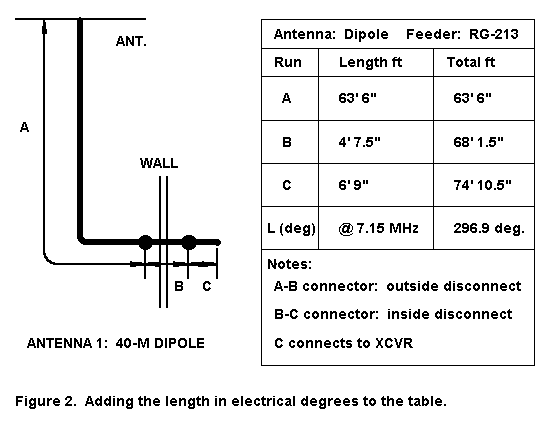 ANT.
A
WALL
B C
ANTENNA 1: 40-M DIPOLE
Antenna: Dipole Feeder: RG-213
Run Length ft Total ft
A 63' 6" 63' 6"
B 4' 7.5" 68' 1.5"
C 6' 9" 74' 10.5"
L (deg) @ 7.15 MHz 296.9 deg.
Notes:
A-B connector: outside disconnect
B-C connector: inside disconnect
C connects to XCVR
Figure 2. Adding the length in electrical degrees to the table.